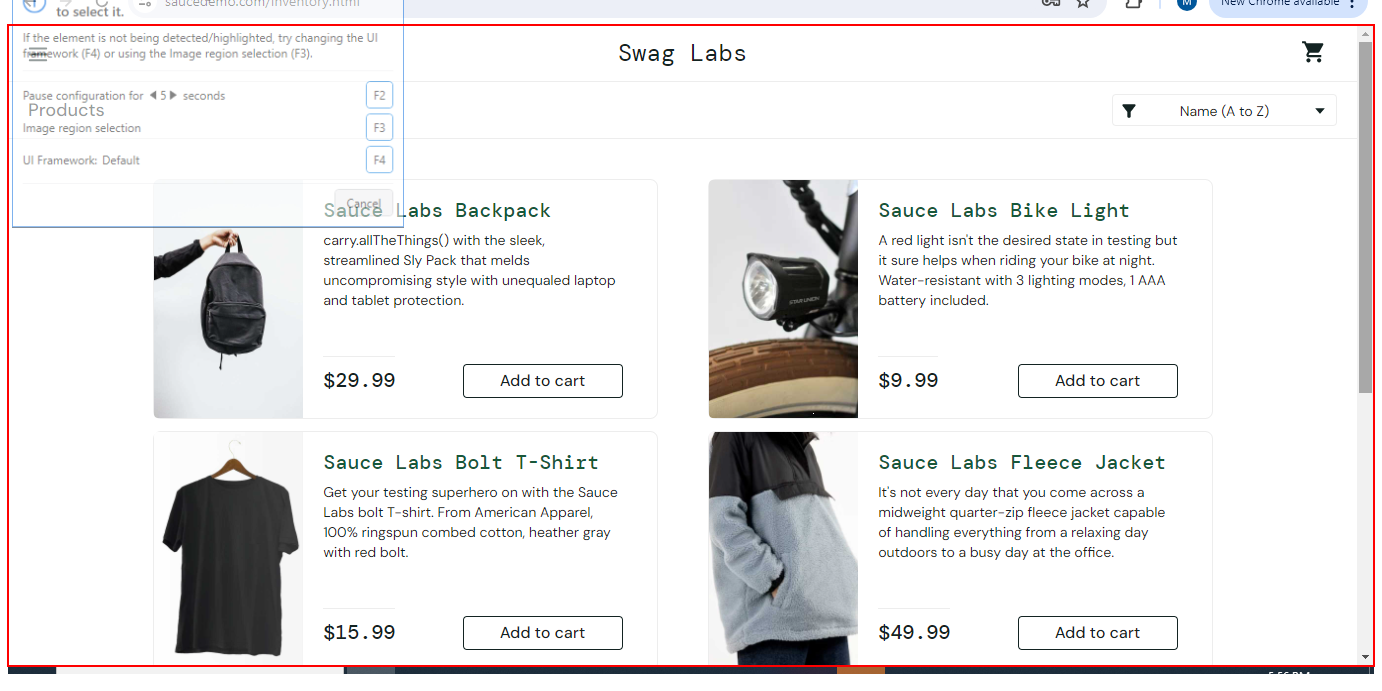 to select it.
saucedemo.com/inventory.html
M
New Chrome available
If the element is not being detected/highlighted, try changing the UI
framework (F4) or using the Image region selection (F3).
Swag Labs
Pause configuration for 5 seconds
F2
Products
Name (A to Z)
Image region selection
F3
UI Framework: Default
F4
Cancel
Sauce Labs Backpack
carry.allTheThings() with the sleek,
streamlined Sly Pack that melds
uncompromising style with unequaled laptop
and tablet protection.
$29.99
Add to cart
Sauce Labs Bike Light
A red light isn't the desired state in testing but
it sure helps when riding your bike at night.
Water-resistant with 3 lighting modes, 1 AAA
battery included.
STAR UNION
$9.99
Add to cart
Sauce Labs Bolt T-Shirt
Get your testing superhero on with the Sauce
Labs bolt T-shirt. From American Apparel,
100% ringspun combed cotton, heather gray
with red bolt.
$15.99
Add to cart
Sauce Labs Fleece Jacket
It's not every day that you come across a
midweight quarter-zip fleece jacket capable
of handling everything from a relaxing day
outdoors to a busy day at the office.
$49.99
Add to cart